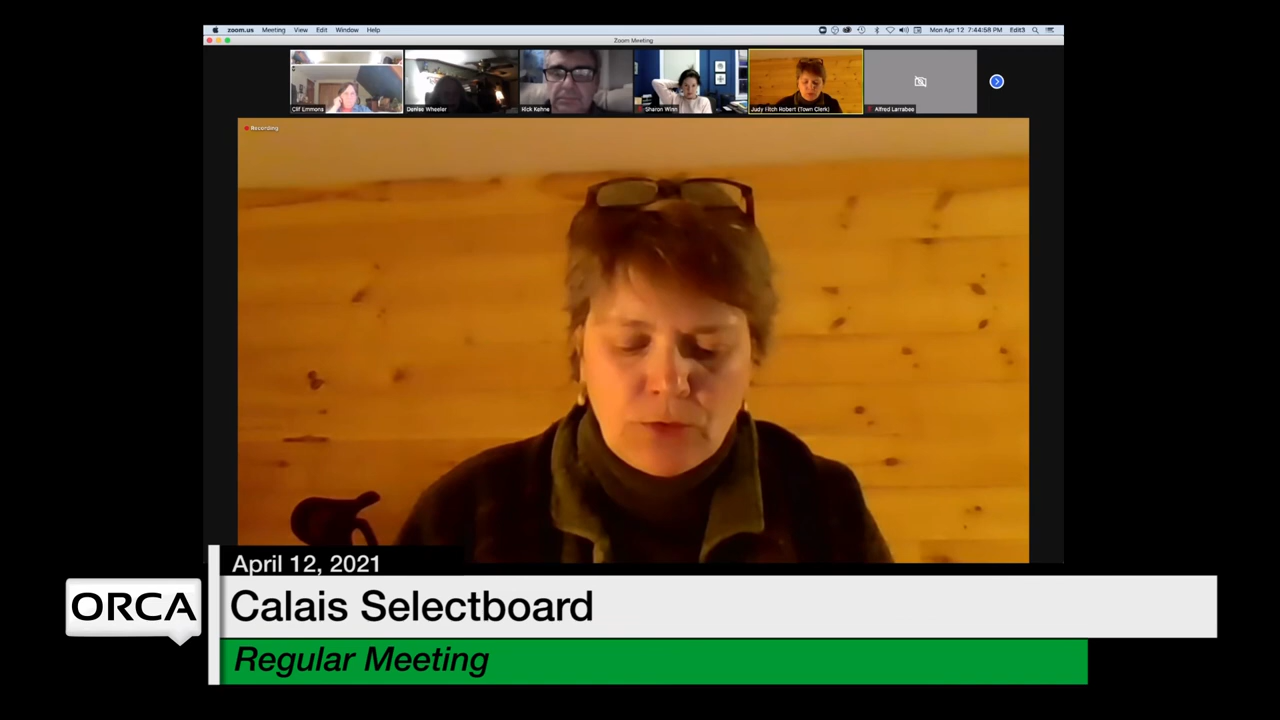 zoom.us Meeting View Edit Window Help Mon Apr 12 7:44:58 PM Edit3
Zoom Meeting
Clif Emmons Denise Wheeler Rick Kehne Sharon Winn Judy Fitch Robert (Town Clerk) Alfred Larrabee
Recording
April 12, 2021
ORCA
Calais Selectboard
Regular Meeting